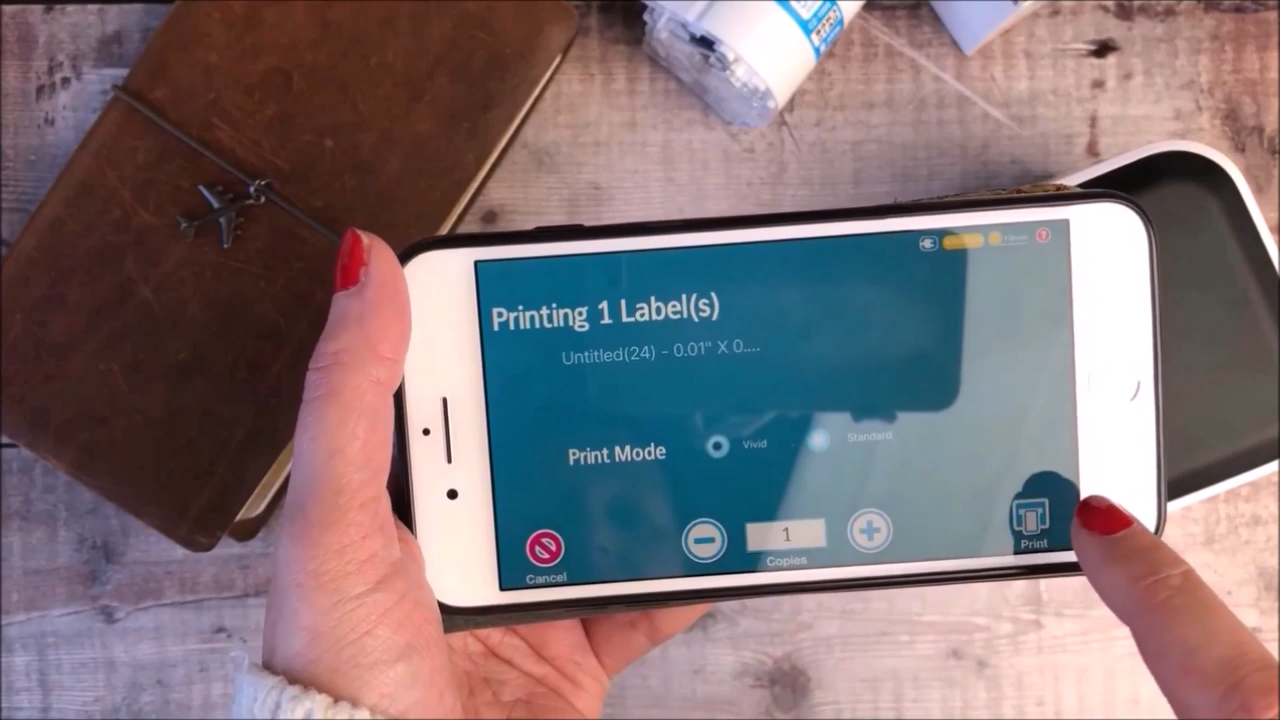 Printing 1 Label(s)
Untitled(24) - 0.01" X 0....
Print Mode
Vivid
Standard
1
Cancel
Copies
Print